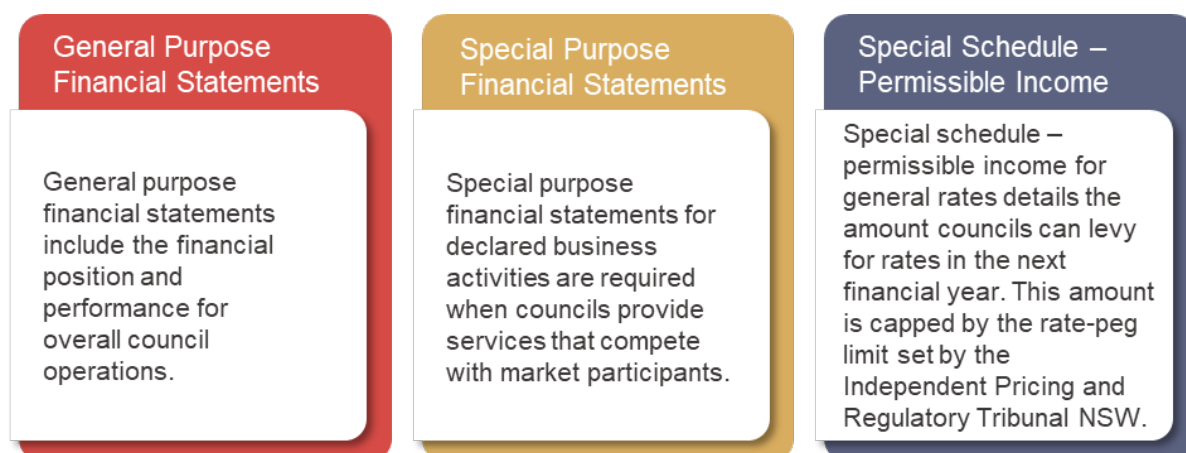 General Purpose
Financial Statements
General purpose
financial statements
include the financial
position and
performance for
overall council
operations.
Special Purpose
Financial Statements
Special purpose
financial statements for
declared business
activities are required
when councils provide
services that compete
with market participants.
Special Schedule –
Permissible Income
Special schedule –
permissible income for
general rates details the
amount councils can levy
for rates in the next
financial year. This amount
is capped by the rate-peg
limit set by the
Independent Pricing and
Regulatory Tribunal NSW.